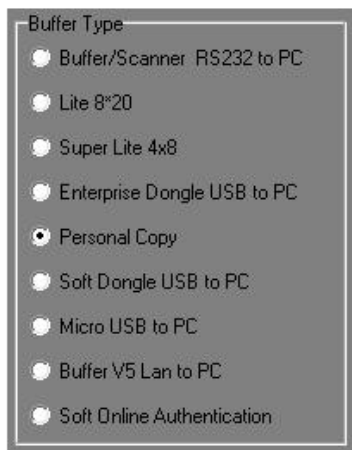 Buffer Type
Buffer/Scanner RS232 to PC
Lite 8*20
Super Lite 4x8
Enterprise Dongle USB to PC
Personal Copy
Soft Dongle USB to PC
Micro USB to PC
Buffer V5 Lan to PC
Soft Online Authentication